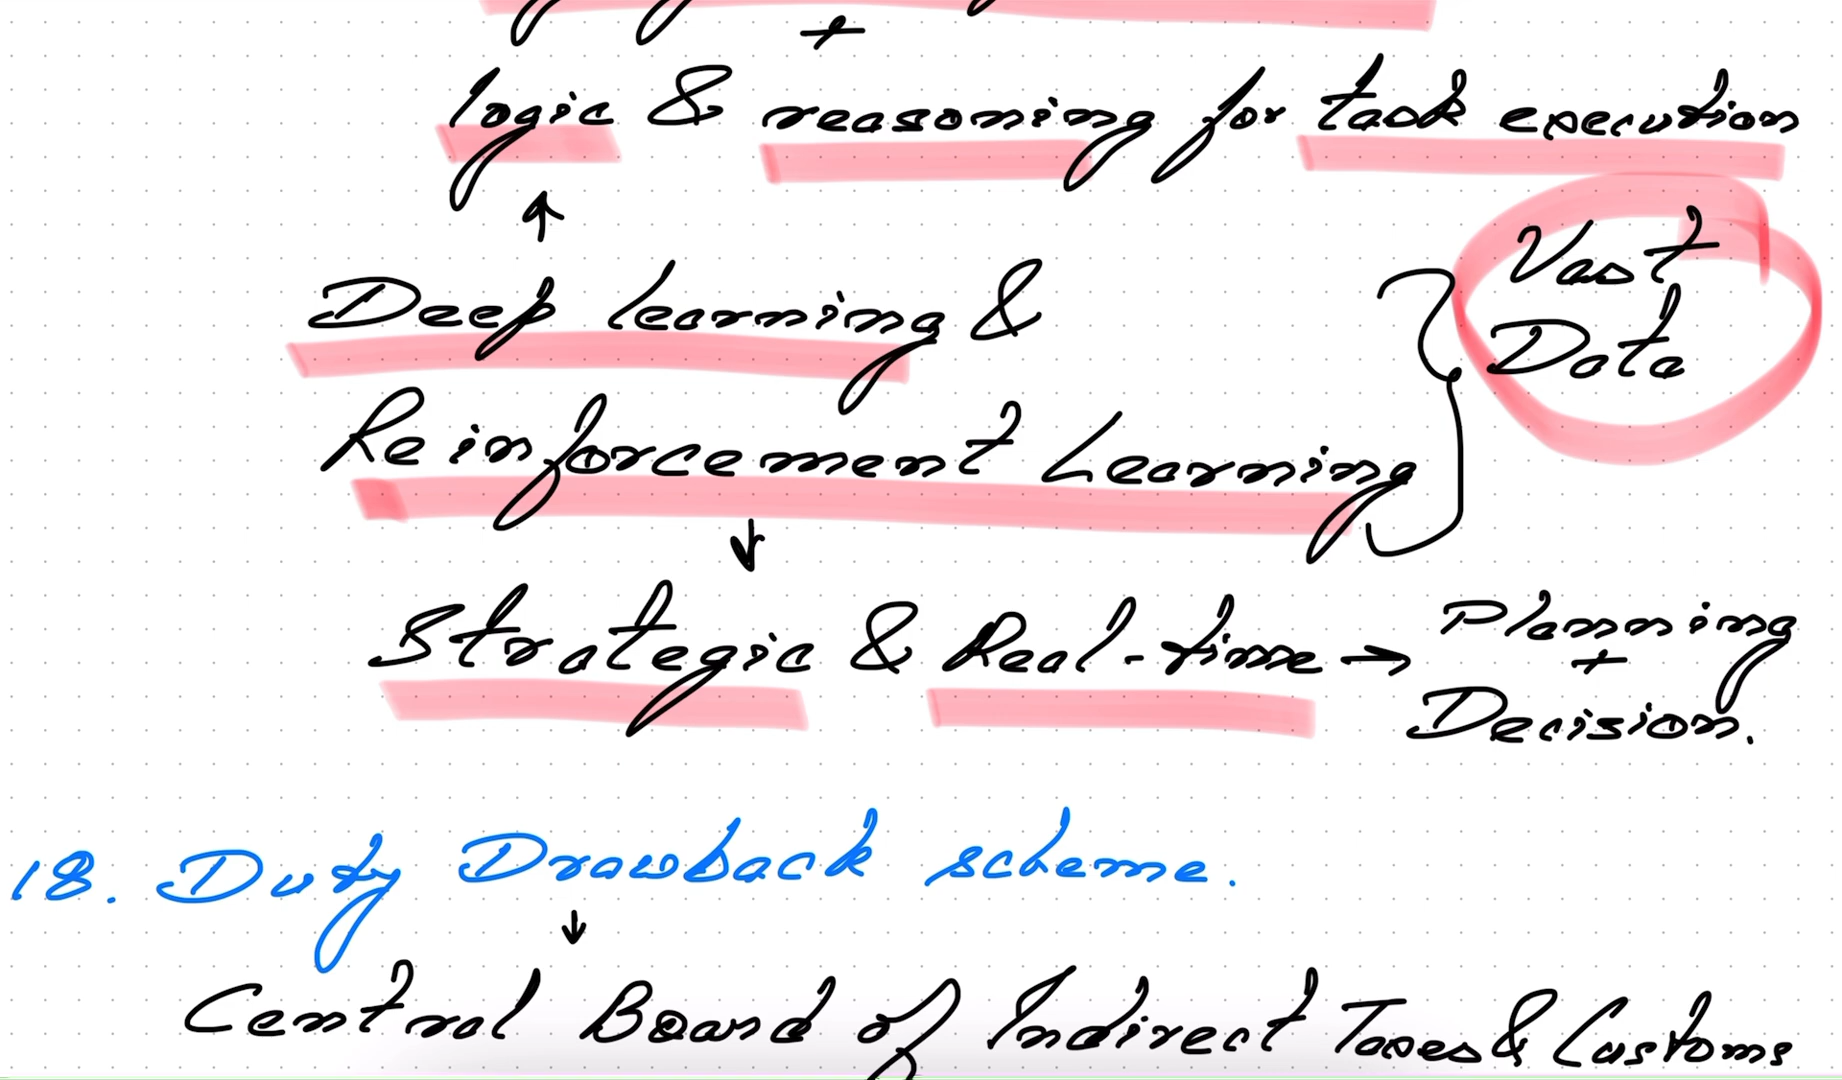 +
logic & reasoning for task execution
↑
Deep learning &
Reinforcement Learning
Vast
Data
↓
Strategic & Real-time → Planning
+
Decision.
18. Duty Drawback scheme.
↓
Central Board of Indirect Taxes & Customs